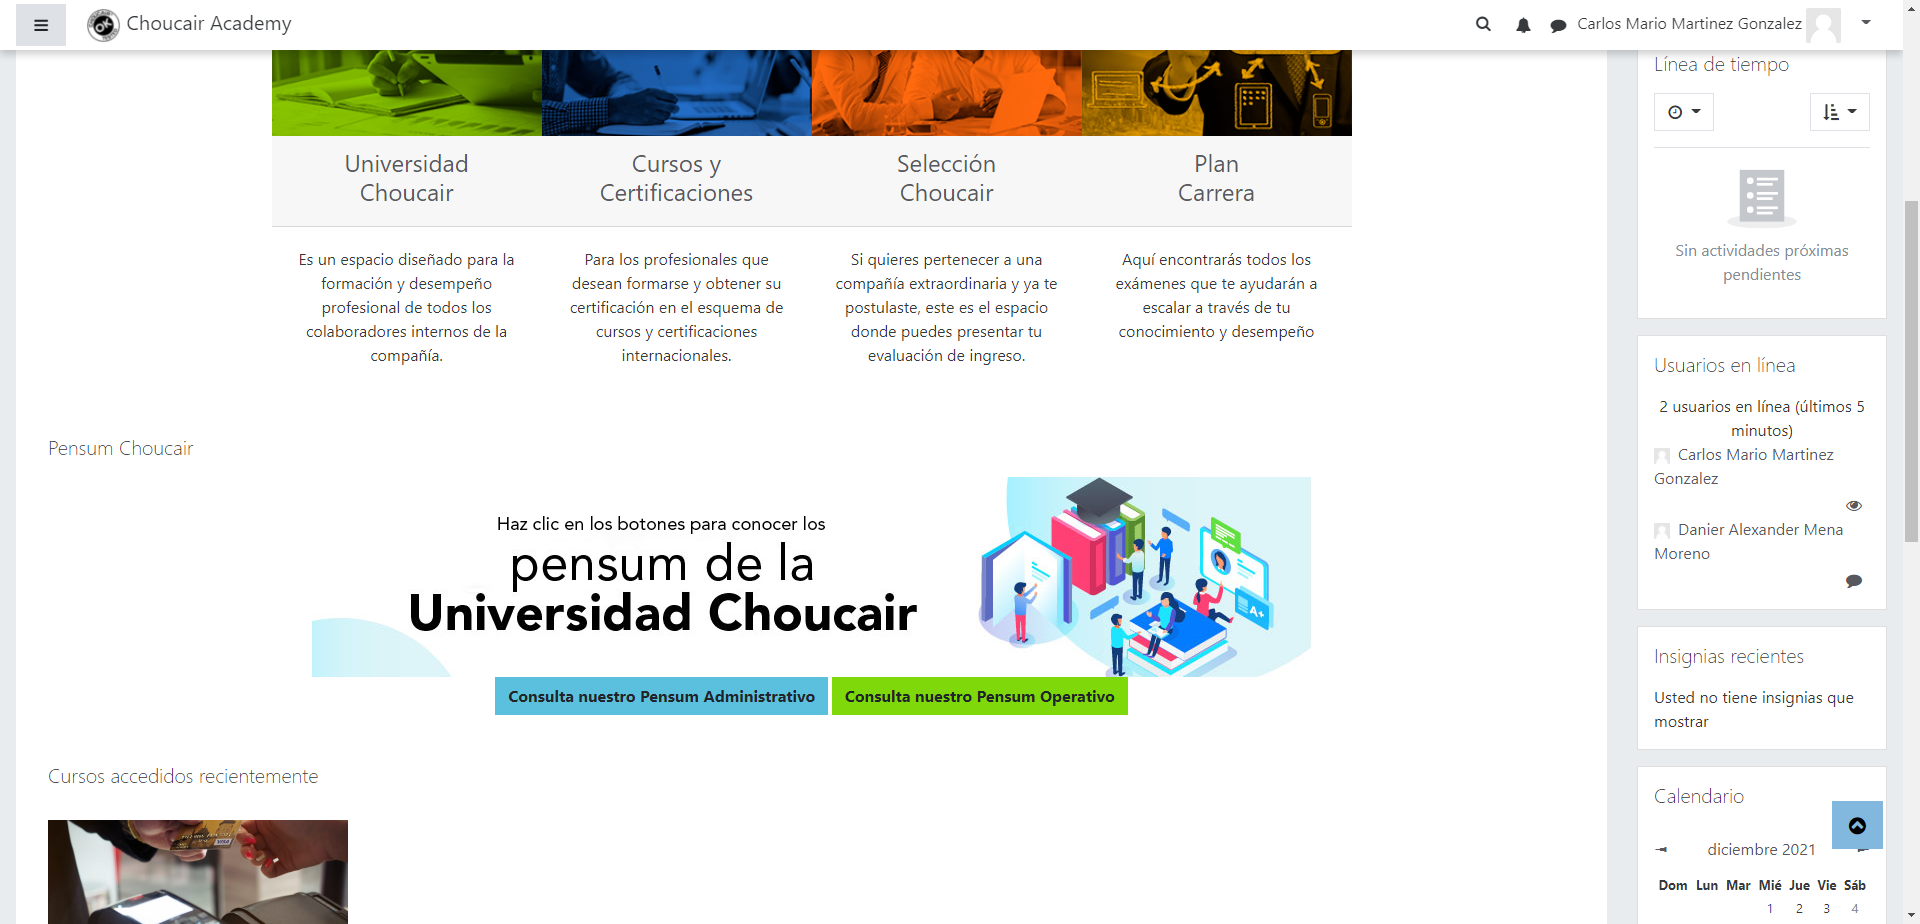 Choucair Academy
Carlos Mario Martinez Gonzalez
Universidad
Choucair
Cursos y
Certificaciones
Selección
Choucair
Plan
Carrera
Es un espacio diseñado para la
formación y desempeño
profesional de todos los
colaboradores internos de la
compañía.
Para los profesionales que
desean formarse y obtener su
certificación en el esquema de
cursos y certificaciones
internacionales.
Si quieres pertenecer a una
compañía extraordinaria y ya te
postulaste, este es el espacio
donde puedes presentar tu
evaluación de ingreso.
Aquí encontrarás todos los
exámenes que te ayudarán a
escalar a través de tu
conocimiento y desempeño
Pensum Choucair
Haz clic en los botones para conocer los
pensum de la
Universidad Choucair
A+
Consulta nuestro Pensum Administrativo
Consulta nuestro Pensum Operativo
Cursos accedidos recientemente
VISA
Línea de tiempo
Sin actividades próximas
pendientes
Usuarios en línea
2 usuarios en línea (últimos 5
minutos)
Carlos Mario Martinez
Gonzalez
Danier Alexander Mena
Moreno
Insignias recientes
Usted no tiene insignias que
mostrar
Calendario
diciembre 2021
Dom Lun Mar Mié Jue Vie Sáb
1 2 3 4